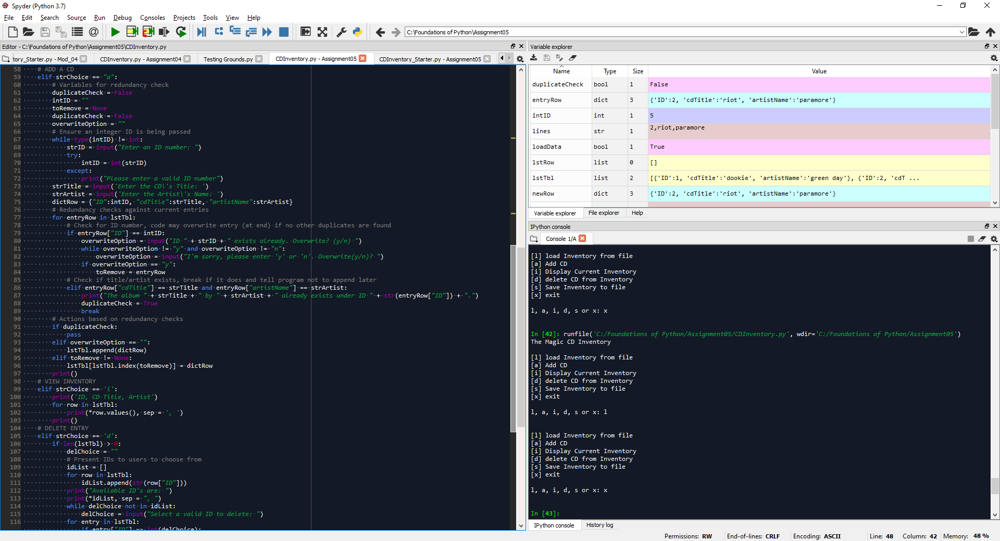 Spyder (Python 3.7)
File Edit Search Source Run Debug Consoles Projects Tools View Help
C:\Foundations of Python\Assignment05
Editor - C:\Foundations of Python\Assignment05\CDInventory.py
tory_Starter.py - Mod_04 CDInventory.py - Assignment04 Testing Grounds.py CDInventory.py - Assignment05 CDInventory_Starter.py - Assignment05
58 # ADD A CD
59 elif strChoice == "a":
60 # Variables for redundancy check
61 duplicateCheck = False
62 intID = ""
63 toRemove = None
64 duplicateCheck = False
65 overwriteOption = ""
66 # Ensure an integer ID is being passed
67 while type(intID) != int:
68 strID = input("Enter an ID number: ")
69 try:
70 intID = int(strID)
71 except:
72 print("Please enter a valid ID number")
73 strTitle = input('Enter the CD\'s Title: ')
74 strArtist = input('Enter the Artist\'s Name: ')
75 dictRow = {"ID":intID, "cdTitle":strTitle, "artistName":strArtist}
76 # Redundancy checks against current entries
77 for entryRow in lstTbl:
78 # Check for ID number, code may overwrite entry (at end) if no other duplicates are found
79 if entryRow["ID"] == intID:
80 overwriteOption = input("ID " + strID + " exists already. Overwrite? (y/n) ")
81 while overwriteOption != "y" and overwriteOption != "n":
82 overwriteOption = input("I'm sorry, please enter 'y' or 'n'. Overwrite(y/n)? ")
83 if overwriteOption == "y":
84 toRemove = entryRow
85 # Check if title/artist exists, break if it does and tell program not to append later
86 elif entryRow["cdTitle"] == strTitle and entryRow["artistName"] == strArtist:
87 print("The album " + strTitle + " by " + strArtist + " already exists under ID " + str(entryRow["ID"]) + ".")
88 duplicateCheck = True
89 break
90 # Actions based on redundancy checks
91 if duplicateCheck:
92 pass
93 elif overwriteOption == "":
94 lstTbl.append(dictRow)
95 elif toRemove != None:
96 lstTbl[lstTbl.index(toRemove)] = dictRow
97 print()
98 # VIEW INVENTORY
99 elif strChoice == 'i':
100 print('ID, CD Title, Artist')
101 for row in lstTbl:
102 print(*row.values(), sep = ', ')
103 print()
104 # DELETE ENTRY
105 elif strChoice == 'd':
106 if len(lstTbl) > 0:
107 delChoice = ""
108 # Present IDs to users to choose from
109 idList = []
110 for row in lstTbl:
111 idList.append(str(row["ID"]))
112 print("Available ID's are: ")
113 print(*idList, sep = ", ")
114 while delChoice not in idList:
115 delChoice = input("Select a valid ID to delete: ")
116 for entry in lstTbl:
if entry["ID"] == int(delChoice):
Variable explorer
Name Type Size Value
duplicateCheck bool 1 False
entryRow dict 3 {'ID':2, 'cdTitle':'riot', 'artistName':'paramore'}
intID int 1 5
lines str 1 2,riot,paramore
loadData bool 1 True
lstRow list 0 []
lstTbl list 2 [{'ID':1, 'cdTitle':'dookie', 'artistName':'green day'}, {'ID':2, 'cdT ...
newRow dict 3 {'ID':2, 'cdTitle':'riot', 'artistName':'paramore'}
Variable explorer File explorer Help
IPython console
Console 1/A
[l] load Inventory from file
[a] Add CD
[i] Display Current Inventory
[d] delete CD from Inventory
[s] Save Inventory to file
[x] exit
l, a, i, d, s or x: x
In [42]: runfile('C:/Foundations of Python/Assignment05/CDInventory.py', wdir='C:/Foundations of Python/Assignment05')
The Magic CD Inventory
[l] load Inventory from file
[a] Add CD
[i] Display Current Inventory
[d] delete CD from Inventory
[s] Save Inventory to file
[x] exit
l, a, i, d, s or x: l
[l] load Inventory from file
[a] Add CD
[i] Display Current Inventory
[d] delete CD from Inventory
[s] Save Inventory to file
[x] exit
l, a, i, d, s or x: x
In [43]:
IPython console History log
Permissions: RW End-of-lines: CRLF Encoding: ASCII Line: 48 Column: 42 Memory: 48 %